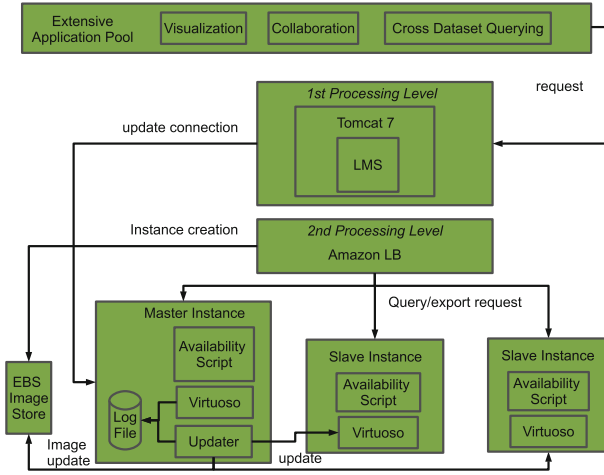 Extensive
Application Pool
Visualization
Collaboration
Cross Dataset Querying
request
1st Processing Level
Tomcat 7
LMS
update connection
Instance creation
2nd Processing Level
Amazon LB
Query/export request
Master Instance
Availability
Script
Virtuoso
Log
File
Updater
Slave Instance
Availability
Script
Virtuoso
Slave Instance
Availability
Script
Virtuoso
EBS
Image
Store
Image
update
update